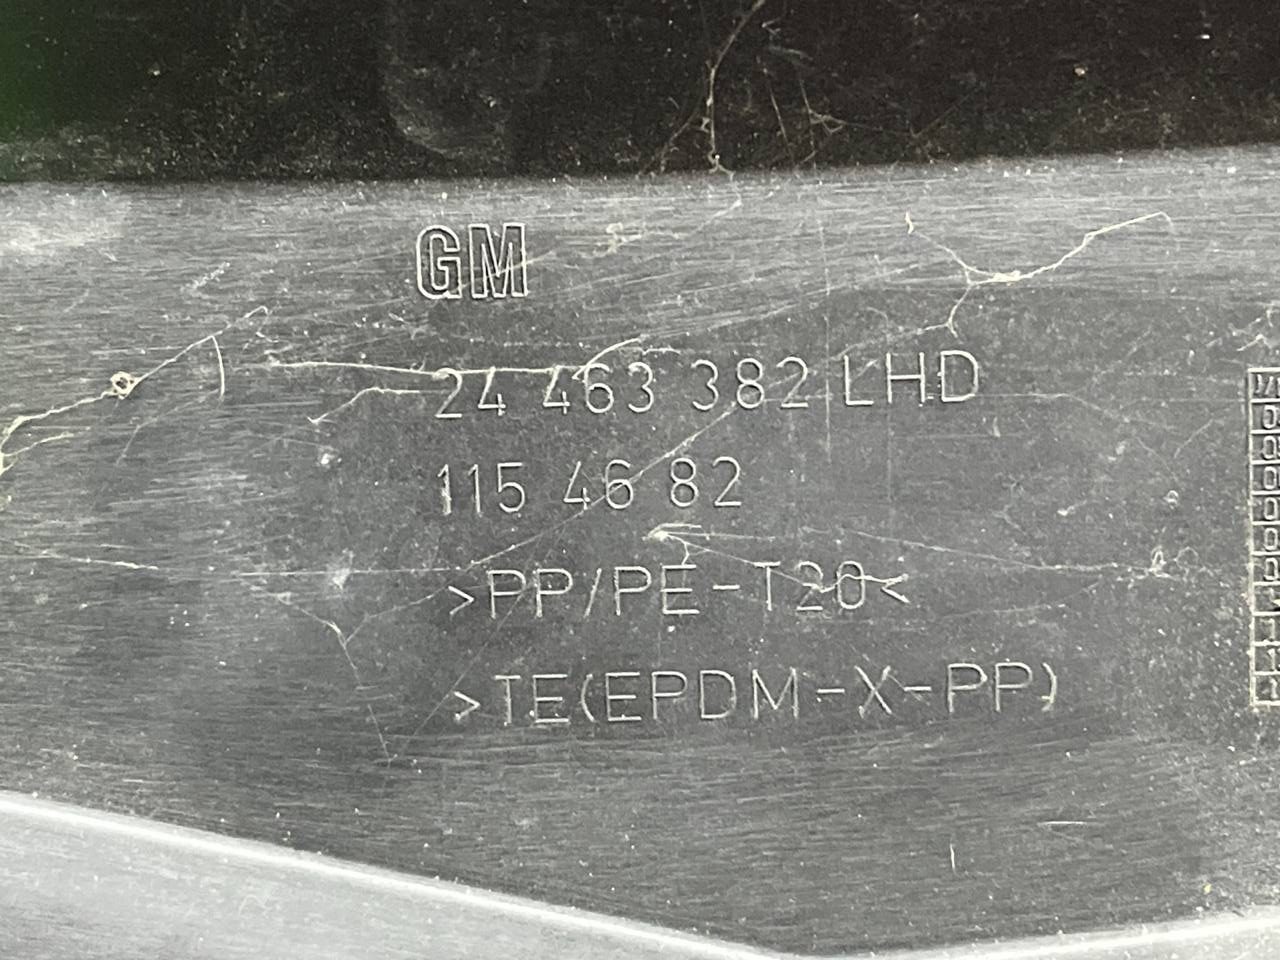 GM
24 463 382 LHD
115 46 82
>PP/PE-T20<
>TE(EPDM-X-PP)